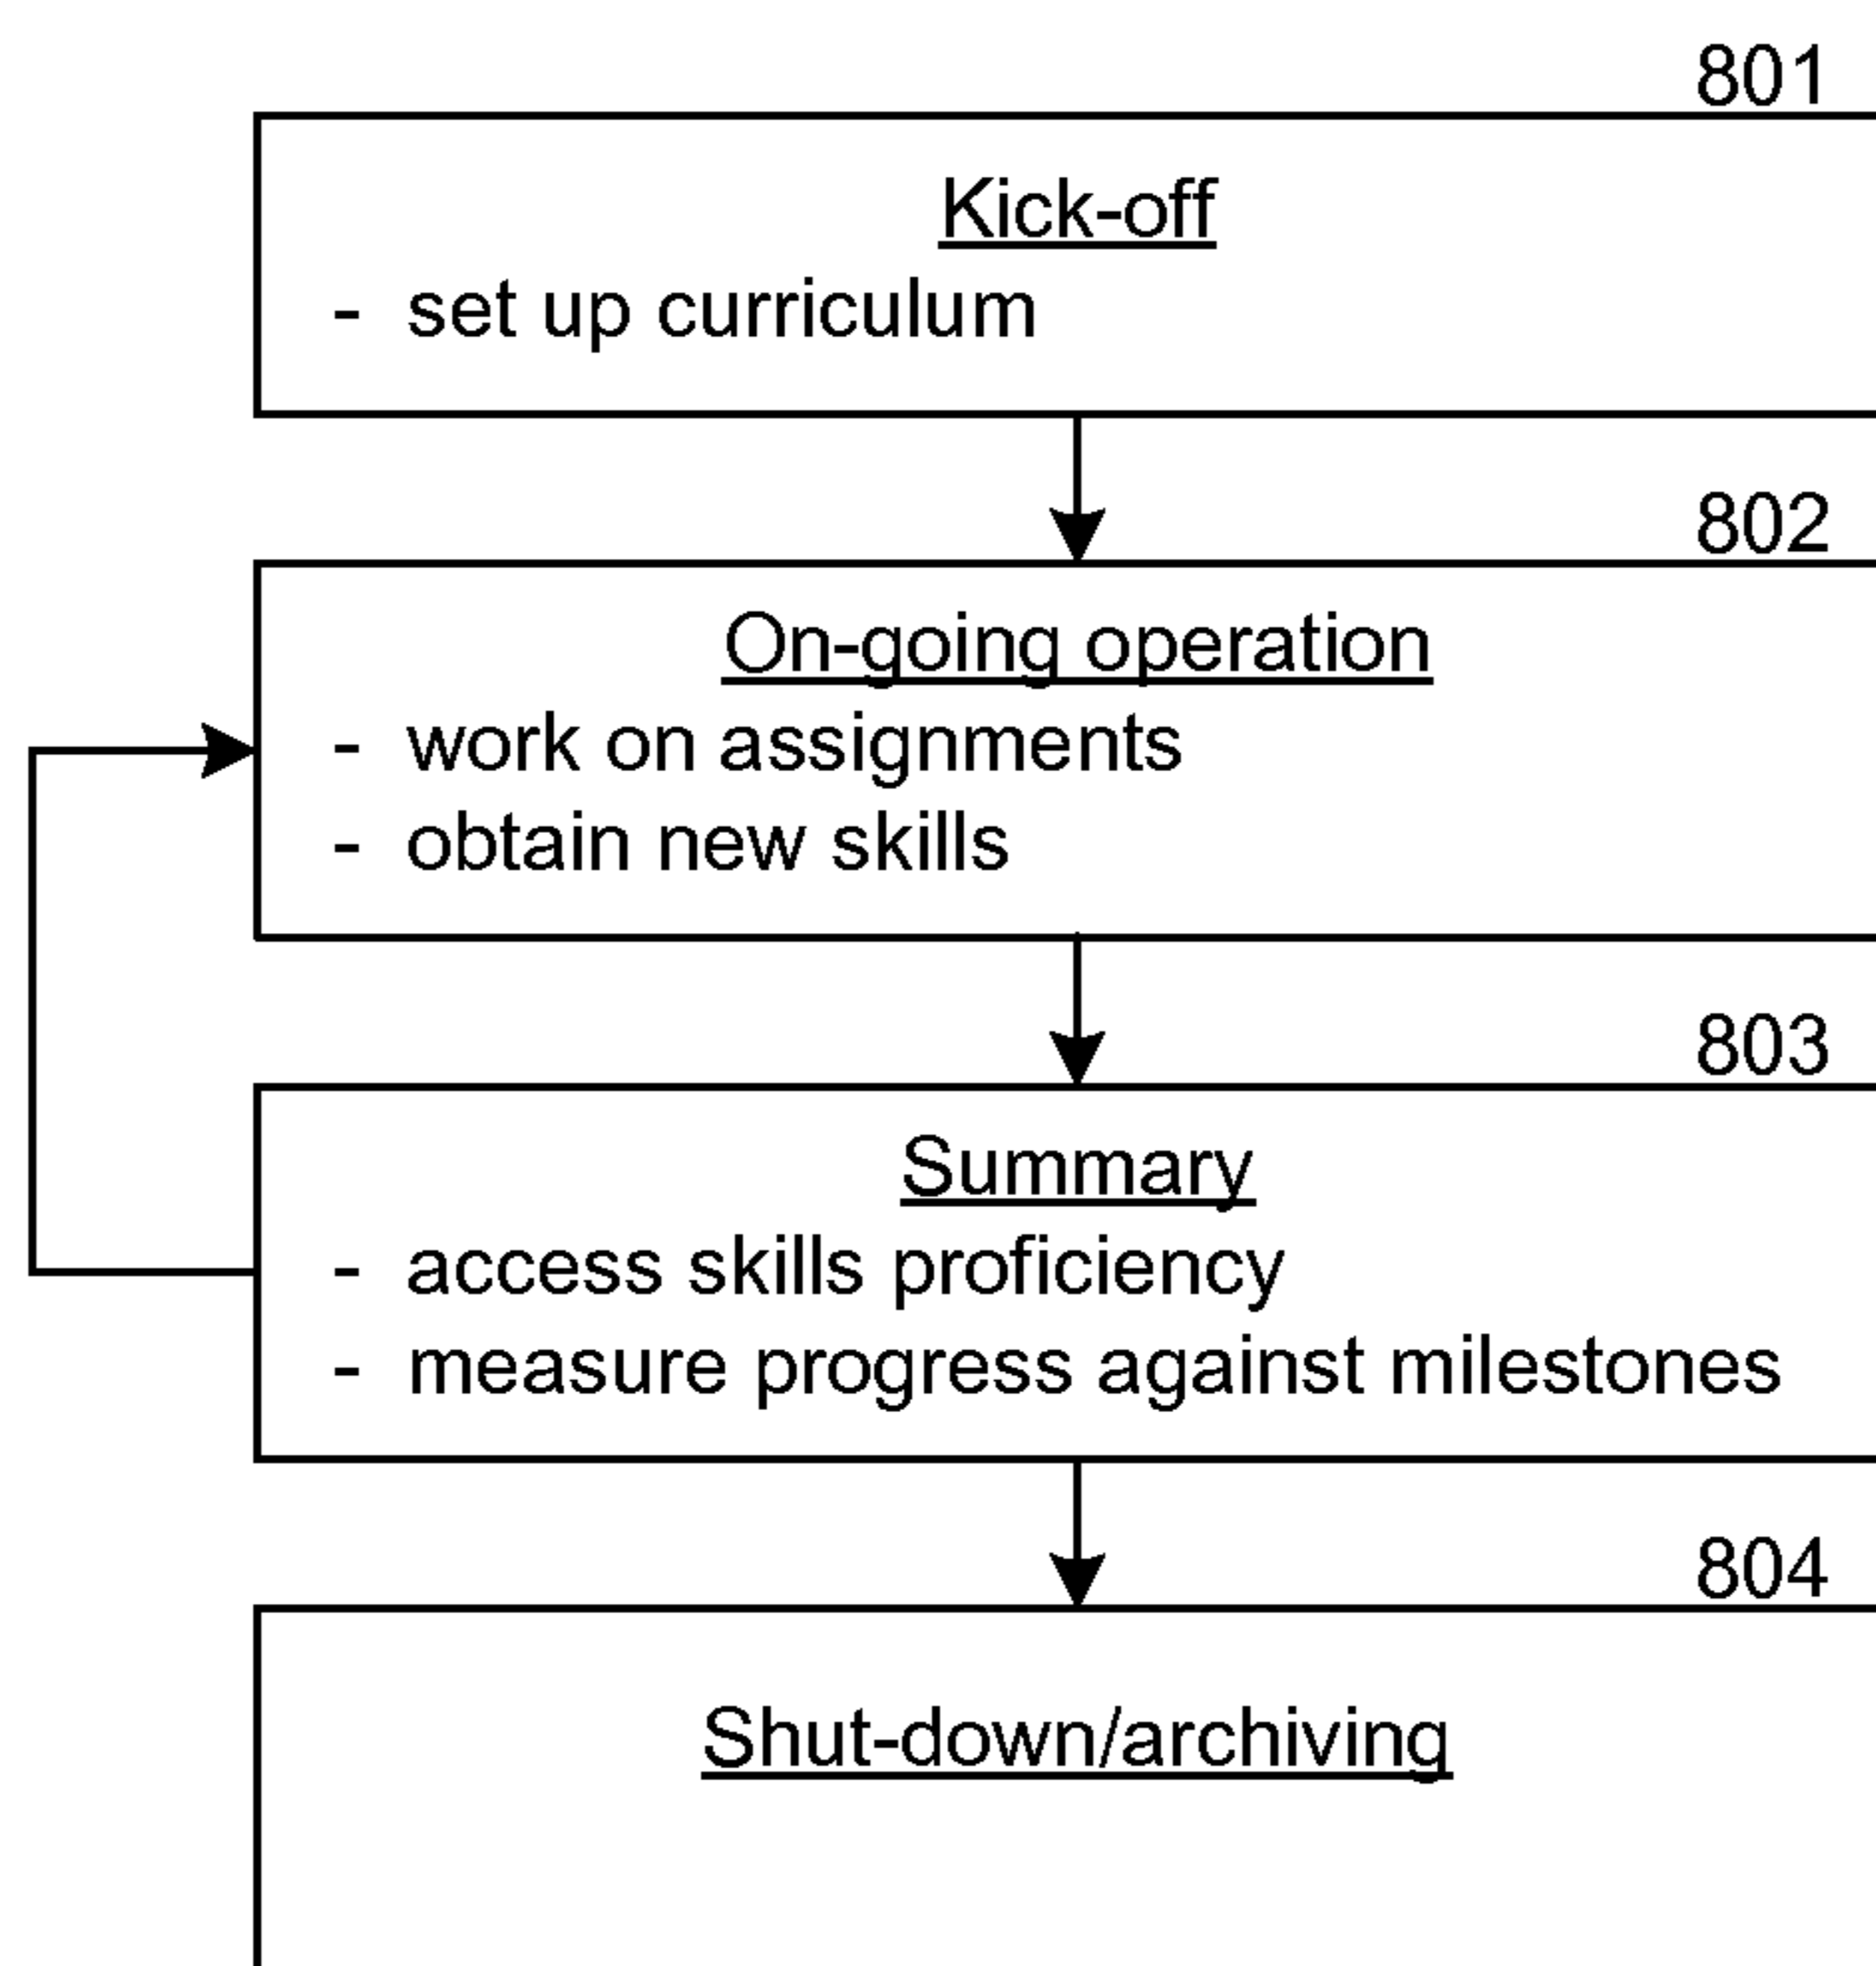 801
Kick-off
- set up curriculum
802
On-going operation
- work on assignments
- obtain new skills
803
Summary
- access skills proficiency
- measure progress against milestones
804
Shut-down/archiving